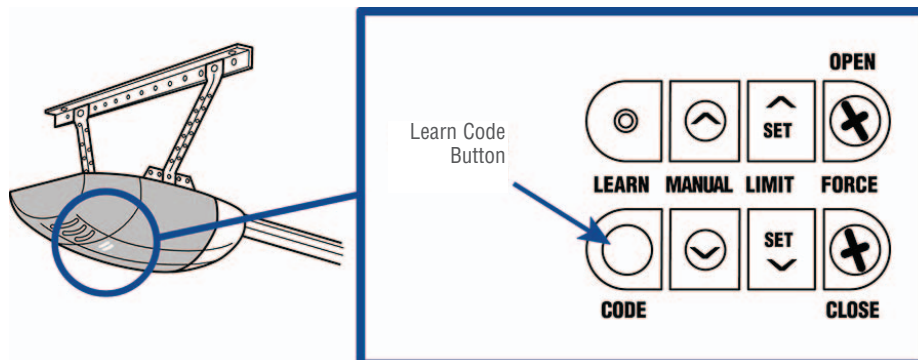 OPEN
Learn Code
Button
SET
LEARN MANUAL LIMIT FORCE
SET
CODE CLOSE